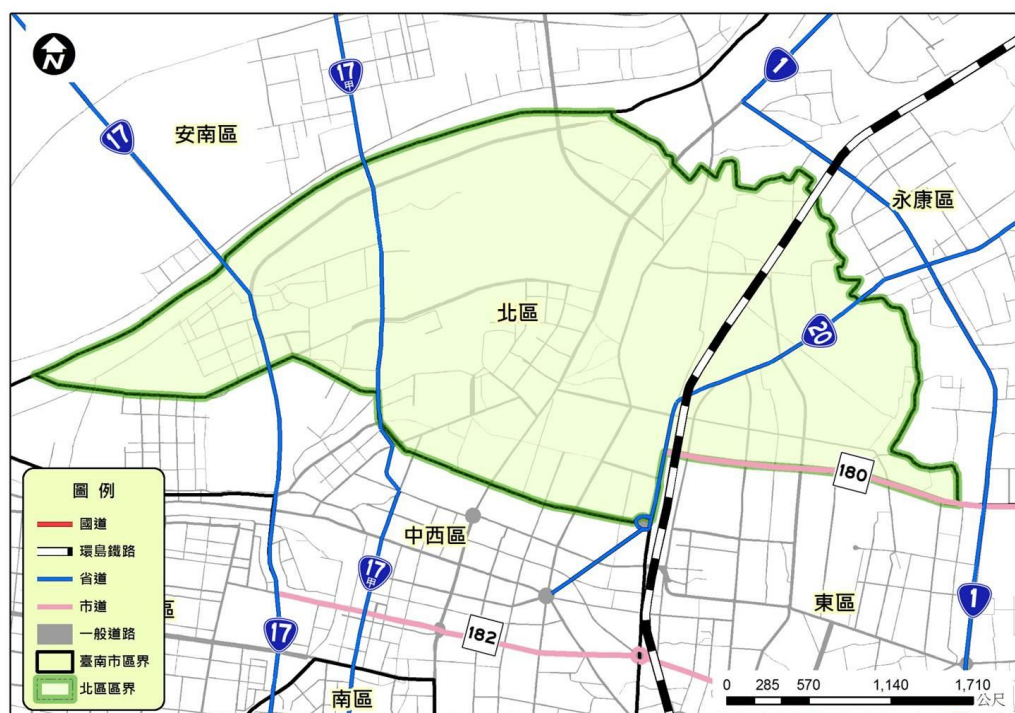 N
17
甲
1
17
安南區
永康區
北區
20
180
中西區
17
甲
東區
1
182
17
區
南區
圖 例
國道
環島鐵路
省道
市道
一般道路
臺南市區界
北區區界
0 285 570 1,140 1,710
公尺